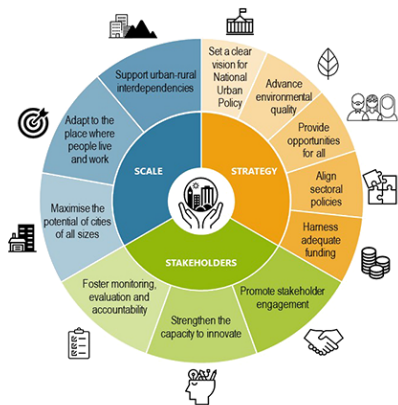 Support urban-rural
interdependencies
Set a clear
vision for
National
Urban
Policy
Advance
environmental
quality
Provide
opportunities
for all
Align
sectoral
policies
Harness
adequate
funding
Adapt to the
place where
people live
and work
Maximise the
potential of cities
of all sizes
SCALE
STRATEGY
STAKEHOLDERS
Promote stakeholder
engagement
Strengthen the
capacity to innovate
Foster monitoring,
evaluation and
accountability